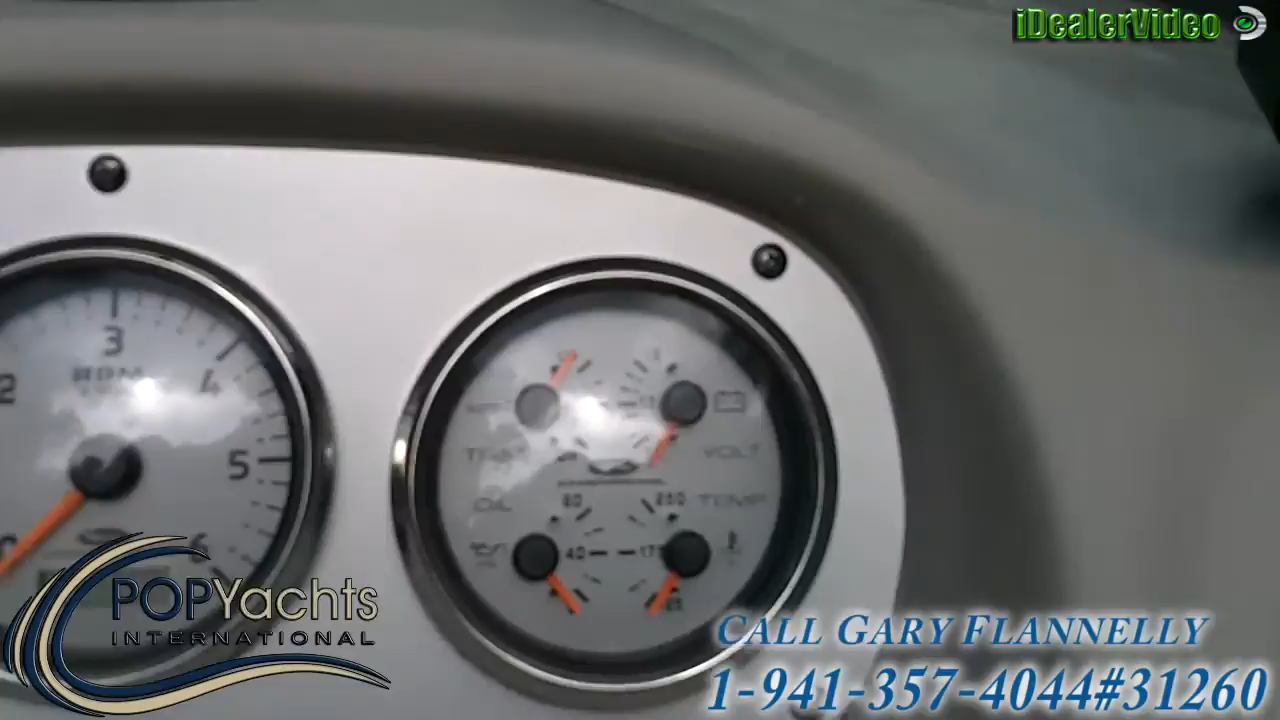 iDealerVideo
3
RPM
2
4
5
6
VOLT
OIL
80
TEMP
40
POPYachts
INTERNATIONAL
CALL GARY FLANNELLY
1-941-357-4044#31260